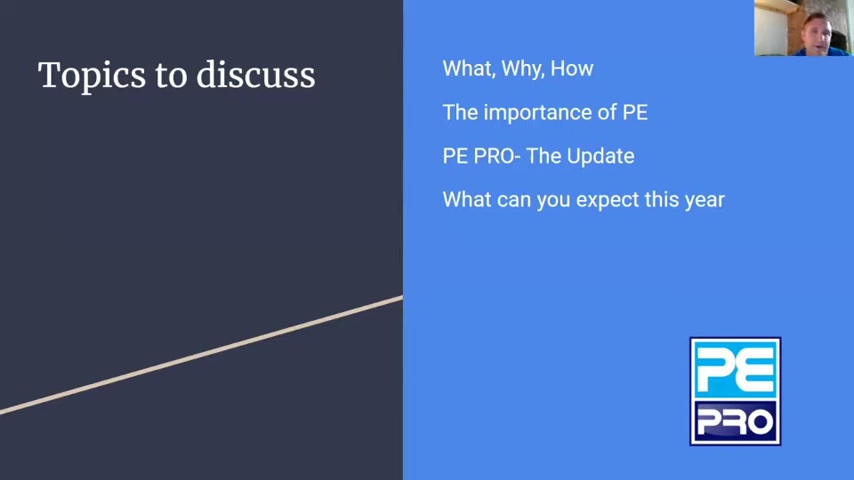 Topics to discuss
What, Why, How
The importance of PE
PE PRO- The Update
What can you expect this year
PE
PRO